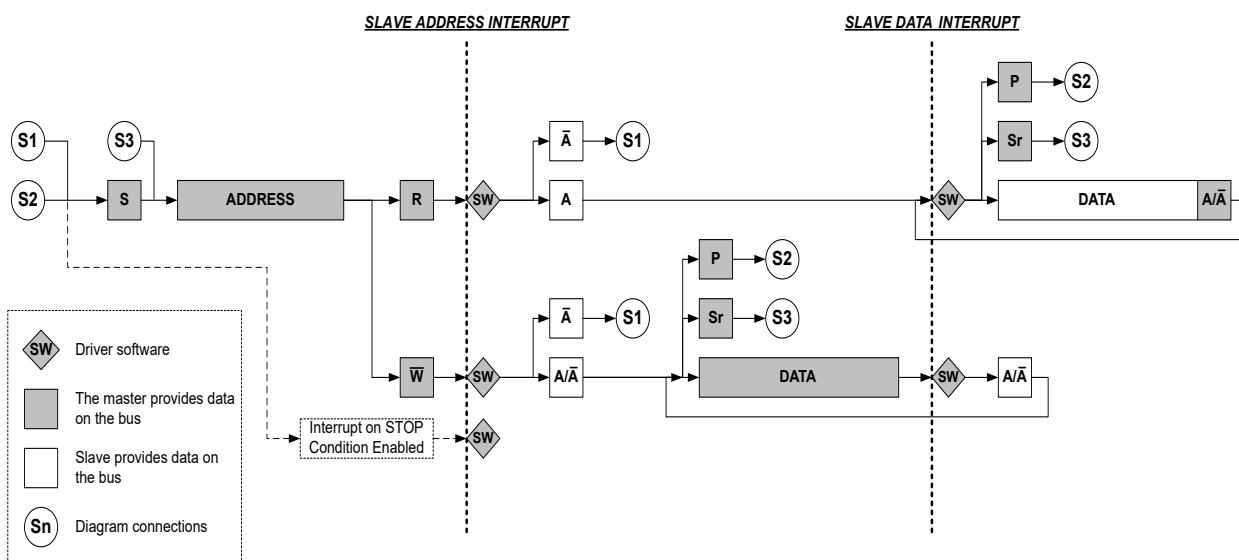 SLAVE ADDRESS INTERRUPT
SLAVE DATA INTERRUPT
P
S2
S1
S3
A̅
S1
Sr
S3
S2
S
ADDRESS
R
SW
A
SW
DATA
A/A̅
P
S2
A̅
S1
Sr
S3
W̅
SW
A/A̅
DATA
SW
A/A̅
Interrupt on STOP
Condition Enabled
SW
SW
Driver software
The master provides data
on the bus
Slave provides data on
the bus
Sn
Diagram connections